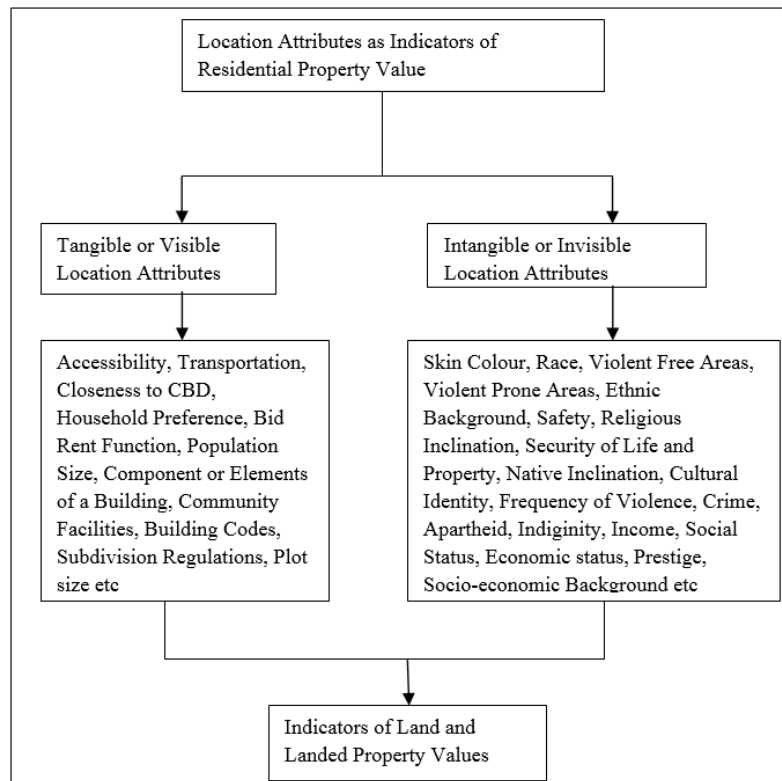 Location Attributes as Indicators of
Residential Property Value
Tangible or Visible
Location Attributes
Intangible or Invisible
Location Attributes
Accessibility, Transportation,
Closeness to CBD,
Household Preference, Bid
Rent Function, Population
Size, Component or Elements
of a Building, Community
Facilities, Building Codes,
Subdivision Regulations, Plot
size etc
Skin Colour, Race, Violent Free Areas,
Violent Prone Areas, Ethnic
Background, Safety, Religious
Inclination, Security of Life and
Property, Native Inclination, Cultural
Identity, Frequency of Violence, Crime,
Apartheid, Indiginity, Income, Social
Status, Economic status, Prestige,
Socio-economic Background etc
Indicators of Land and
Landed Property Values